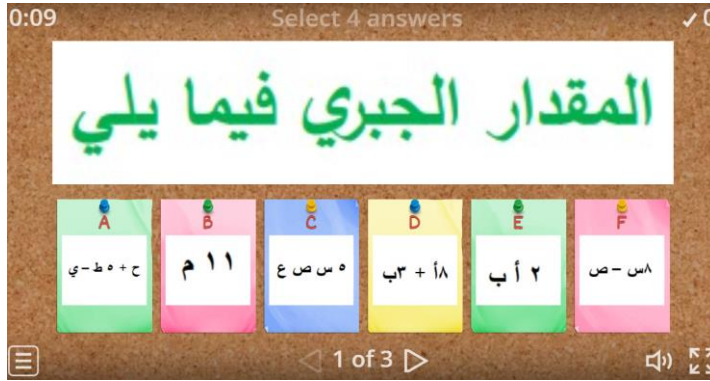 0:09
Select 4 answers
✓ 0
المقدار الجبري فيما يلي
A
B
C
D
E
F
ح + ٥ ط – ي
١١ م
٥ س ص ع
٨أ + ٣ب
٢ أ ب
٨س – ص
1 of 3